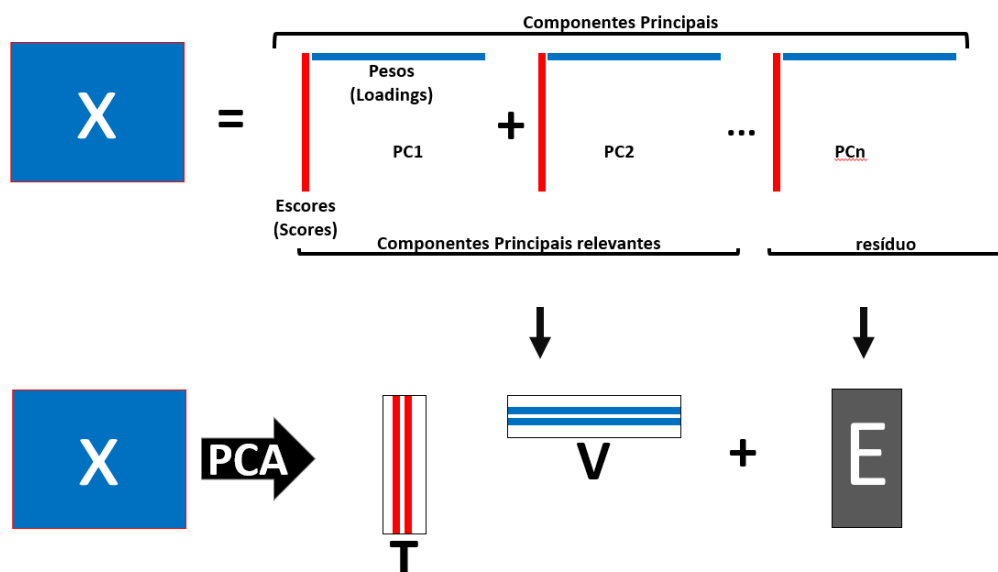 Componentes Principais
X
=
Pesos
(Loadings)
PC1
+
PC2
...
PCn
Escores
(Scores)
Componentes Principais relevantes
resíduo
X
PCA
T
V
+
E